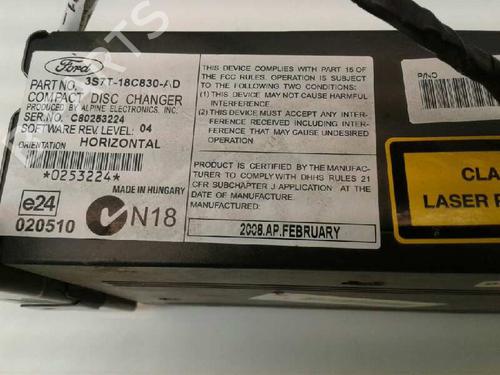 Ford
PART NO. 3S7T-18C830-AD
COMPACT DISC CHANGER
PRODUCED BY ALPINE ELECTRONICS, INC.
SER.NO. C80253224
SOFTWARE REV. LEVEL: 04
ORIENTATION HORIZONTAL
*0253224*
MADE IN HUNGARY
e24
020510
N18
THIS DEVICE COMPLIES WITH PART 15 OF
THE FCC RULES. OPERATION IS SUBJECT
TO THE FOLLOWING TWO CONDITIONS:
(1) THIS DEVICE MAY NOT CAUSE HARMFUL
INTERFERENCE.
(2) THIS DEVICE MUST ACCEPT ANY INTER-
FERENCE RECEIVED INCLUDING INTERFERENCE
THAT MAY CAUSE UNDESIRED
OPERATION
PRODUCT IS CERTIFIED BY THE MANUFACTURER
TO COMPLY WITH DHHS RULES 21
CFR SUBCHAPTER J APPLICATION AT THE
DATE OF MANUFACTURE.
MANUFACTURED:
2008.AP.FEBRUARY
P/NO
CLA
LASER P